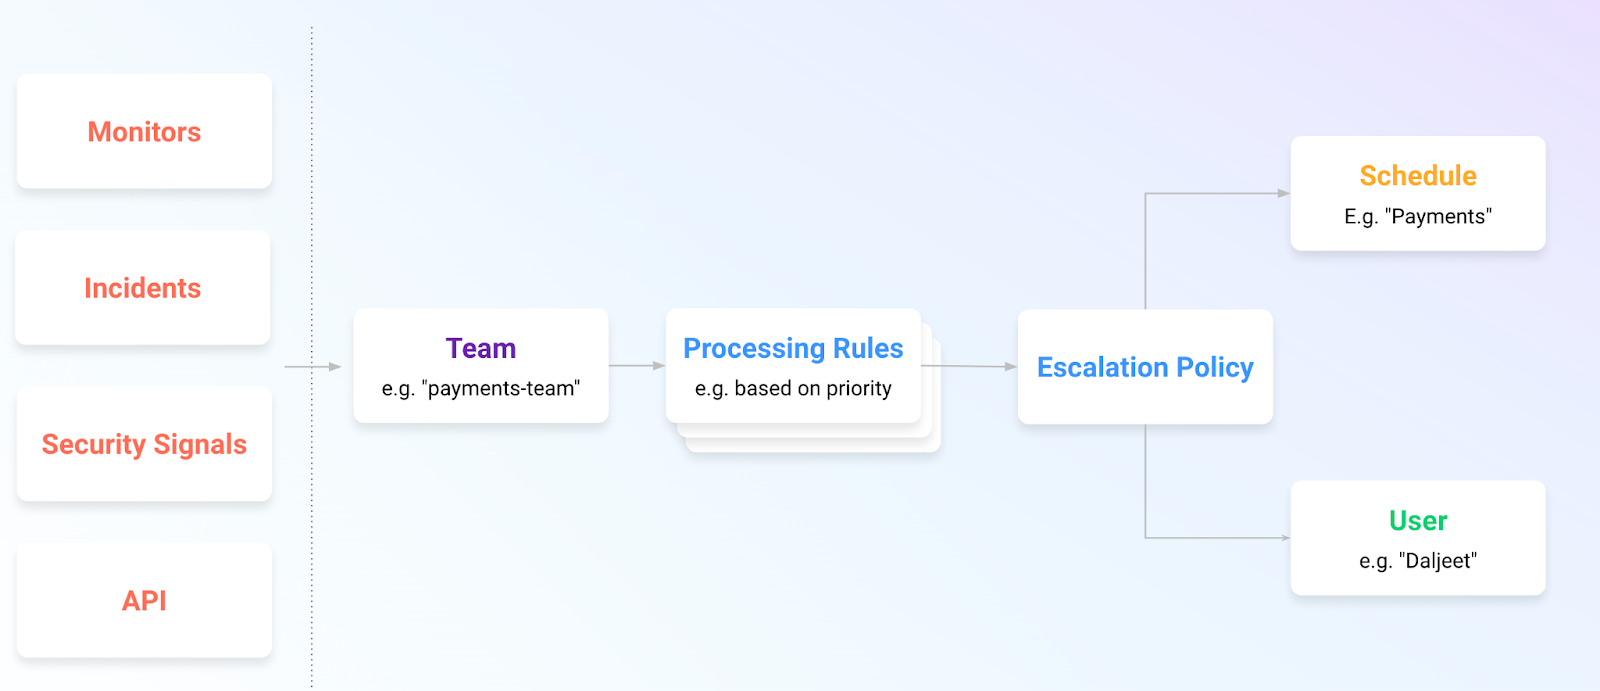 Monitors
Incidents
Security Signals
API
Team
e.g. "payments-team"
Processing Rules
e.g. based on priority
Escalation Policy
Schedule
E.g. "Payments"
User
e.g. "Daljeet"